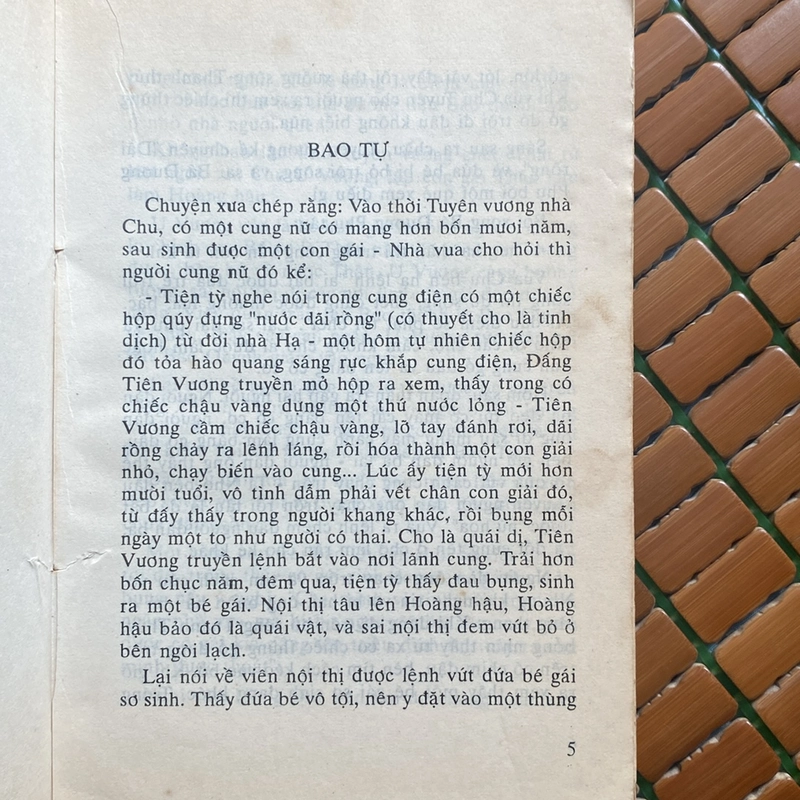 BAO TỰ
Chuyện xưa chép rằng: Vào thời Tuyên vương nhà
Chu, có một cung nữ có mang hơn bốn mươi năm,
sau sinh được một con gái - Nhà vua cho hỏi thì
người cung nữ đó kể:
- Tiện tỳ nghe nói trong cung điện có một chiếc
hộp qúy đựng "nước dãi rồng" (có thuyết cho là tinh
dịch) từ đời nhà Hạ - một hôm tự nhiên chiếc hộp
đó tỏa hào quang sáng rực khắp cung điện, Đấng
Tiên Vương truyền mở hộp ra xem, thấy trong có
chiếc chậu vàng dựng một thứ nước lỏng - Tiên
Vương cầm chiếc chậu vàng, lỡ tay đánh rơi, dãi
rồng chảy ra lênh láng, rồi hóa thành một con giải
nhỏ, chạy biến vào cung... Lúc ấy tiện tỳ mới hơn
mười tuổi, vô tình dẫm phải vết chân con giải đó,
từ đấy thấy trong người khang khác, rồi bụng mỗi
ngày một to như người có thai. Cho là quái dị, Tiên
Vương truyền lệnh bắt vào nơi lãnh cung. Trải hơn
bốn chục năm, đêm qua, tiện tỳ thấy đau bụng, sinh
ra một bé gái. Nội thị tâu lên Hoàng hậu, Hoàng
hậu bảo đó là quái vật, và sai nội thị đem vứt bỏ ở
bên ngòi lạch.
Lại nói về viên nội thị được lệnh vứt đứa bé gái
sơ sinh. Thấy đứa bé vô tội, nên y đặt vào một thùng
5